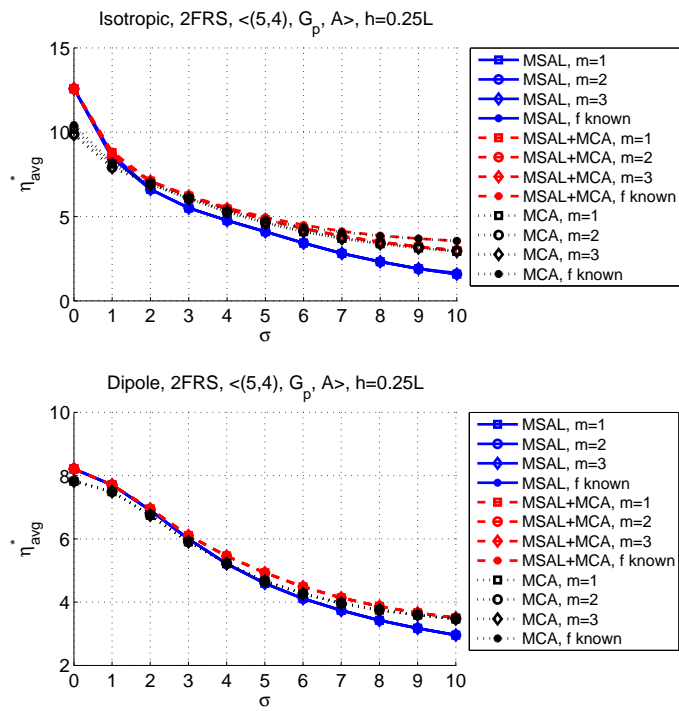 Isotropic, 2FRS, <(5,4), G_p, A>, h=0.25L
15
10
5
0
η*_avg
0 1 2 3 4 5 6 7 8 9 10
σ
MSAL, m=1
MSAL, m=2
MSAL, m=3
MSAL, f known
MSAL+MCA, m=1
MSAL+MCA, m=2
MSAL+MCA, m=3
MSAL+MCA, f known
MCA, m=1
MCA, m=2
MCA, m=3
MCA, f known
Dipole, 2FRS, <(5,4), G_p, A>, h=0.25L
10
8
6
4
2
η*_avg
0 1 2 3 4 5 6 7 8 9 10
σ
MSAL, m=1
MSAL, m=2
MSAL, m=3
MSAL, f known
MSAL+MCA, m=1
MSAL+MCA, m=2
MSAL+MCA, m=3
MSAL+MCA, f known
MCA, m=1
MCA, m=2
MCA, m=3
MCA, f known